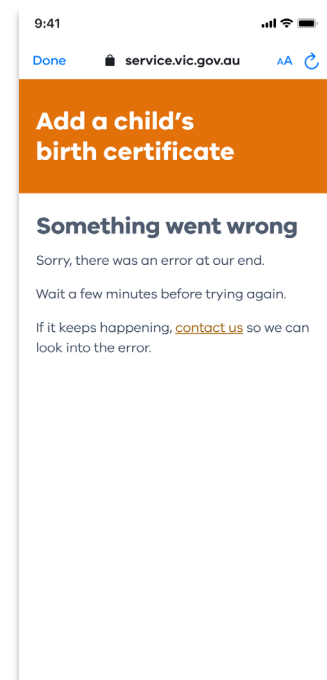 9:41
Done service.vic.gov.au AA
Add a child's
birth certificate
Something went wrong
Sorry, there was an error at our end.
Wait a few minutes before trying again.
If it keeps happening, contact us so we can
look into the error.